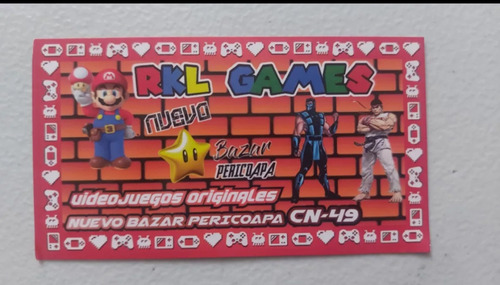 RKL GAMES
NUEVO
Bazar
PERICOAPA
VIDEOJUEGOS ORIGINALES
NUEVO BAZAR PERICOAPA CN-49